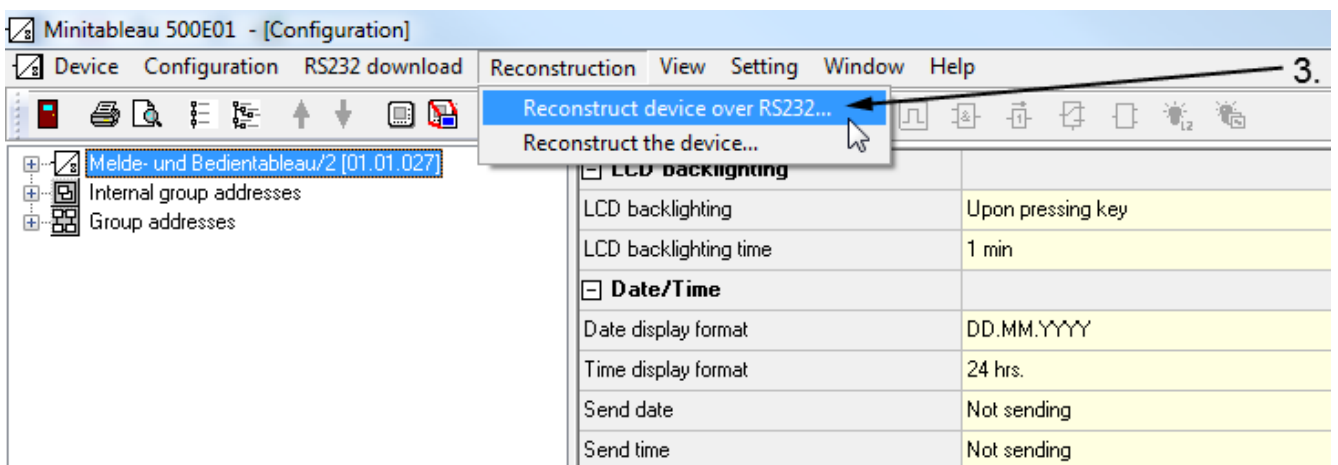 Minitableau 500E01 - [Configuration]
Device Configuration RS232 download Reconstruction View Setting Window Help
3.
Reconstruct device over RS232...
Reconstruct the device...
Melde- und Bedientableau/2 [01.01.027]
Internal group addresses
Group addresses
LCD backlighting
LCD backlighting Upon pressing key
LCD backlighting time 1 min
Date/Time
Date display format DD.MM.YYYY
Time display format 24 hrs.
Send date Not sending
Send time Not sending